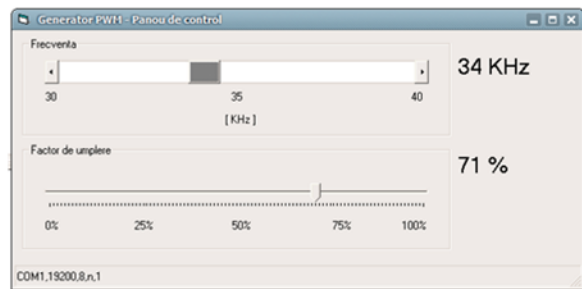 Generator PWM - Panou de control
Frecventa
34 KHz
30 35 40
[ KHz ]
Factor de umplere
71 %
0% 25% 50% 75% 100%
COM1,19200,8,n,1